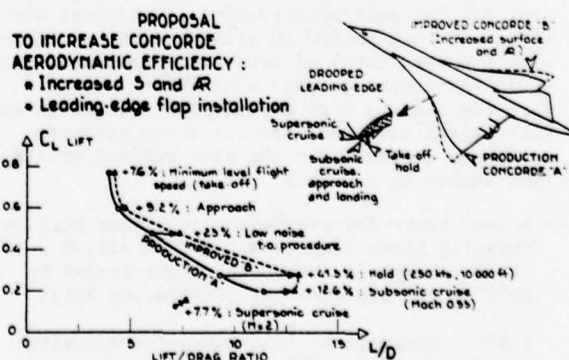 PROPOSAL
TO INCREASE CONCORDE
AERODYNAMIC EFFICIENCY :
* Increased S and AR
* Leading-edge flap installation
IMPROVED CONCORDE "B"
(Increased surface
and AR)
DROOPED
LEADING-EDGE
Supersonic
cruise
Subsonic
cruise,
approach
and landing
Take off,
hold
PRODUCTION
CONCORDE "A"
CL LIFT
0.8
0.6
0.4
0.2
0
+ 7.6 % : Minimum level flight
speed (take-off)
+ 9.2 % : Approach
: Low noise
t.o. procedure
IMPROVED "B"
PRODUCTION "A"
: Hold (250 kts, 10.000 ft)
+ 12.6 % : Subsonic cruise
(Mach 0.95)
+7.7% : Supersonic cruise
(M=2)
0
5
10
15
L/D
LIFT/DRAG RATIO